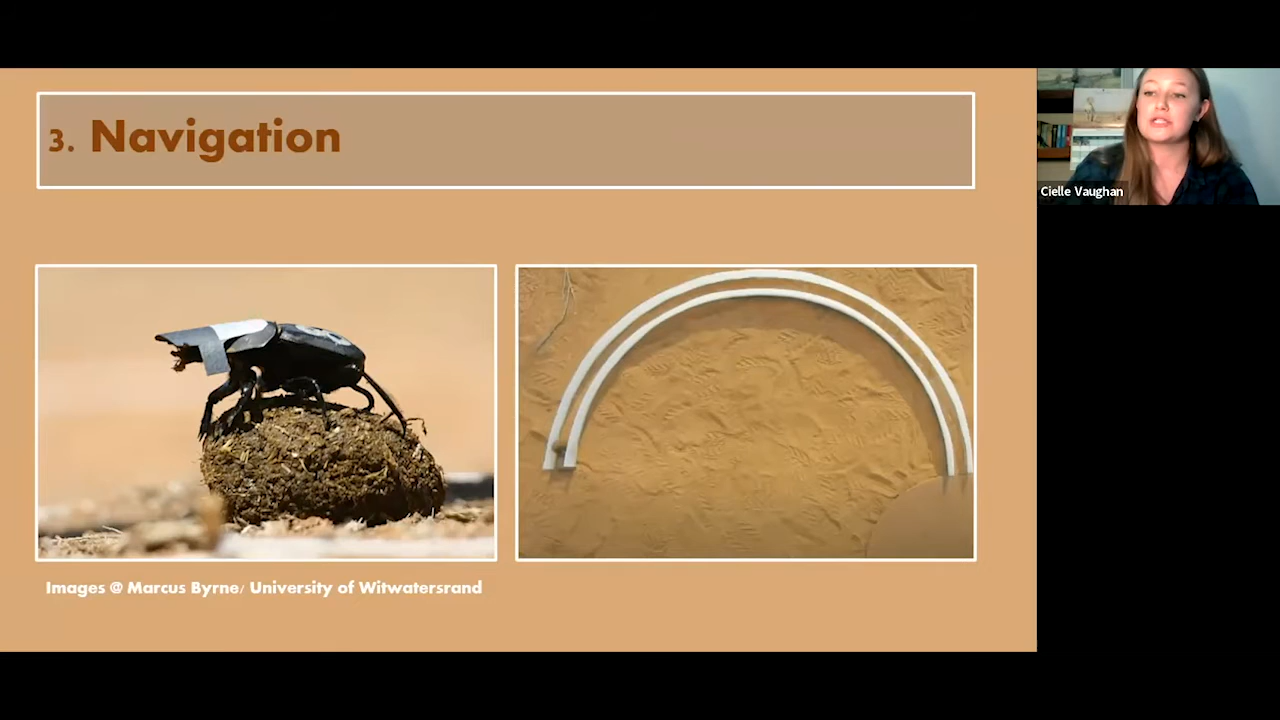 3. Navigation
Cielle Vaughan
Images @ Marcus Byrne/ University of Witwatersrand